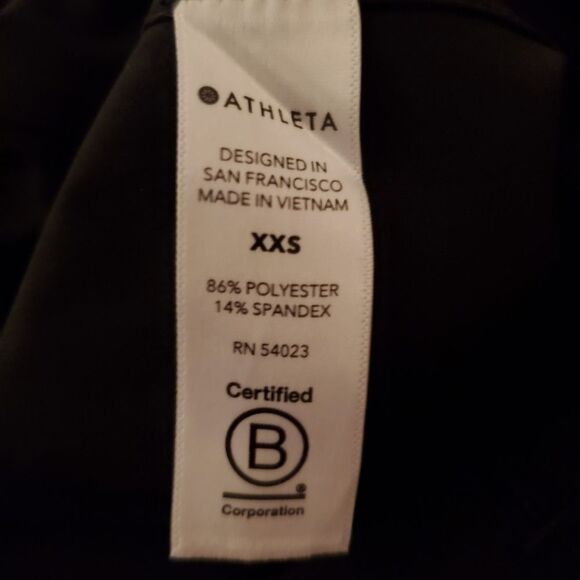 ATHLETA
DESIGNED IN
SAN FRANCISCO
MADE IN VIETNAM
XXS
86% POLYESTER
14% SPANDEX
RN 54023
Certified
B
®
Corporation